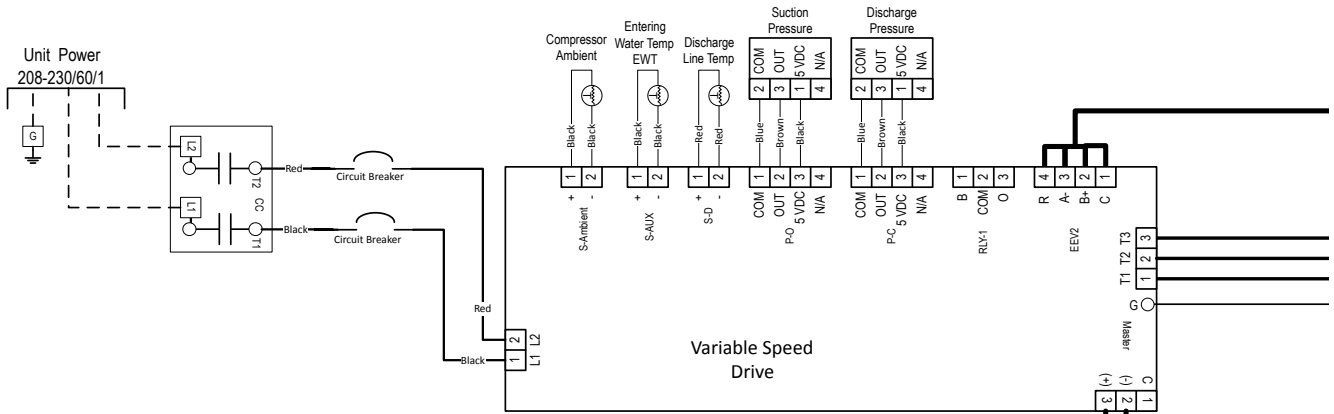 Unit Power
208-230/60/1
G
L2
L1
T2
CC
T1
Red
Circuit Breaker
Black
Circuit Breaker
Red
Black
Compressor
Ambient
Entering
Water Temp
EWT
Discharge
Line Temp
Suction
Pressure
Discharge
Pressure
COM
OUT
5 VDC
N/A
2
3
1
4
COM
OUT
5 VDC
N/A
2
3
1
4
Black
Black
Black
Black
Red
Red
Blue
Brown
Black
Blue
Brown
Black
1
2
+
-
S-Ambient
1
2
+
-
S-AUX
1
2
+
-
S-D
1
2
3
4
COM
OUT
5 VDC
N/A
P-O
1
2
3
4
COM
OUT
5 VDC
N/A
P-C
1
2
3
B
COM
O
RLY-1
4
3
2
1
R
A-
B+
C
EEV2
T3
T2
T1
3
2
1
G
Master
2
1
L2
L1
Variable Speed
Drive
(+)
(-)
C
3
2
1